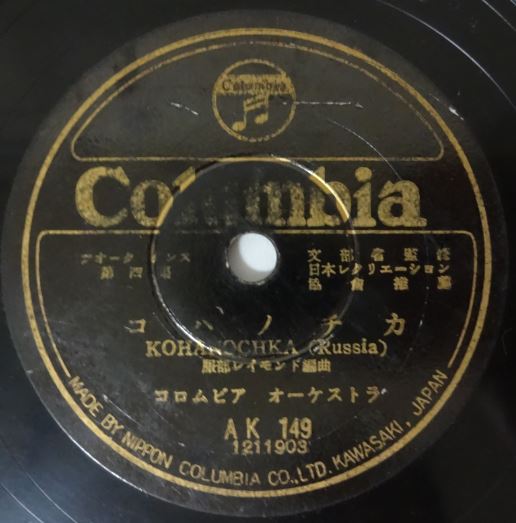 Columbia
Columbia
フオークダンス
第四集
文部省監修
日本レクリエーション
協會推薦
コハノチカ
KOHANOCHKA (Russia)
服部レイモンド編曲
コロムビア オーケストラ
AK 149
1211903
MADE BY NIPPON COLUMBIA CO., LTD. KAWASAKI, JAPAN